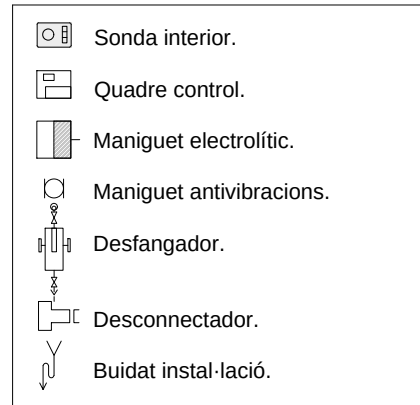 Sonda interior.
Quadre control.
Maniguet electrolític.
Maniguet antivibracions.
Desfangador.
Desconnectador.
Buidat instal·lació.